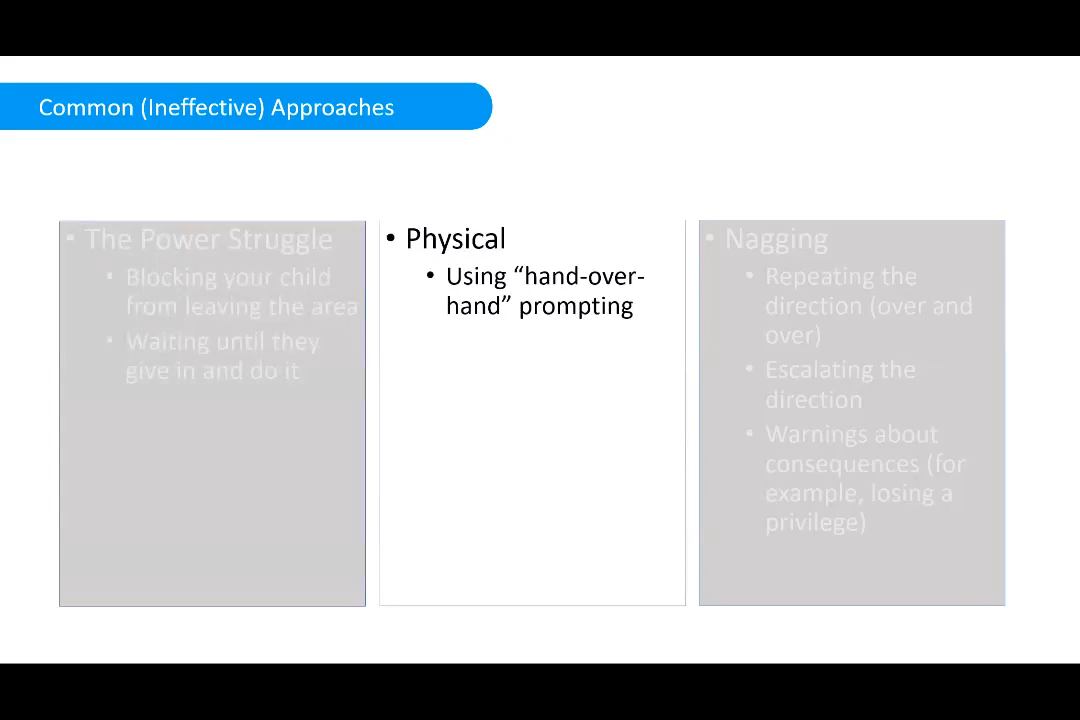 Common (Ineffective) Approaches
• The Power Struggle
• Blocking your child
from leaving the area
• Waiting until they
give in and do it
• Physical
• Using “hand-over-
hand” prompting
• Nagging
• Repeating the
direction (over and
over)
• Escalating the
direction
• Warnings about
consequences (for
example, losing a
privilege)